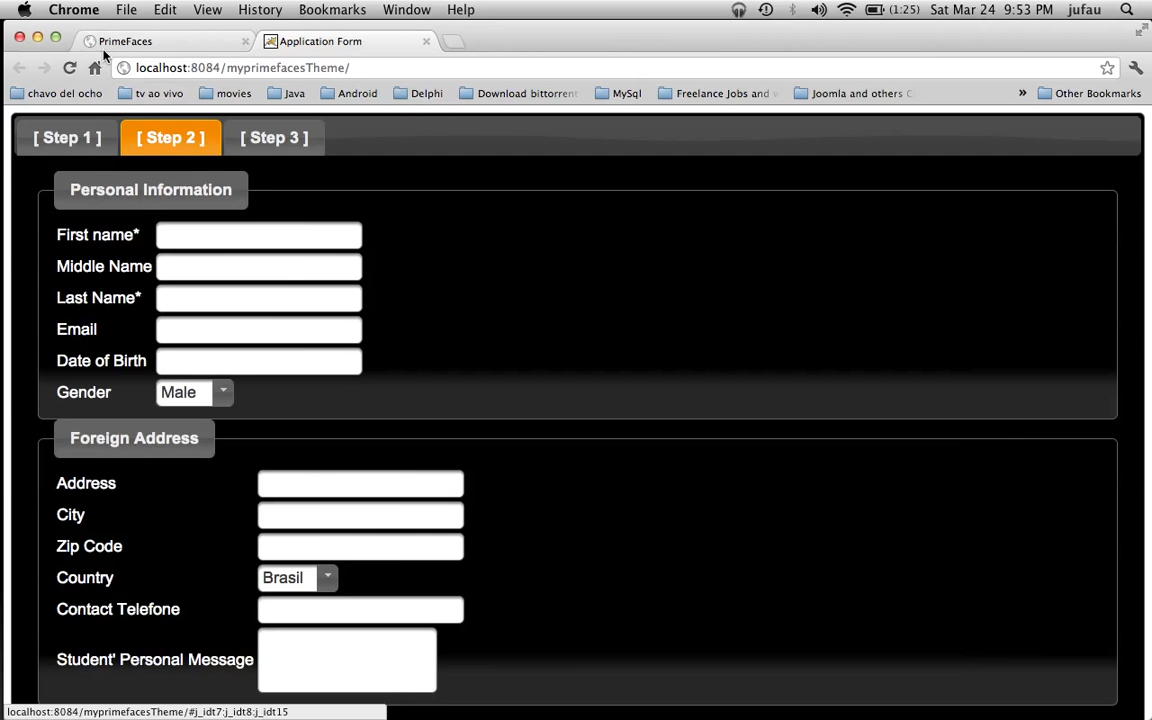 Chrome File Edit View History Bookmarks Window Help (1:25) Sat Mar 24 9:53 PM jufau
PrimeFaces Application Form
localhost:8084/myprimefacesTheme/
chavo del ocho tv ao vivo movies Java Android Delphi Download bittorrent MySql Freelance Jobs and Joomla and others » Other Bookmarks
[ Step 1 ] [ Step 2 ] [ Step 3 ]
Personal Information
First name*
Middle Name
Last Name*
Email
Date of Birth
Gender Male
Foreign Address
Address
City
Zip Code
Country Brasil
Contact Telefone
Student' Personal Message
localhost:8084/myprimefacesTheme/#j_idt7:j_idt8:j_idt15